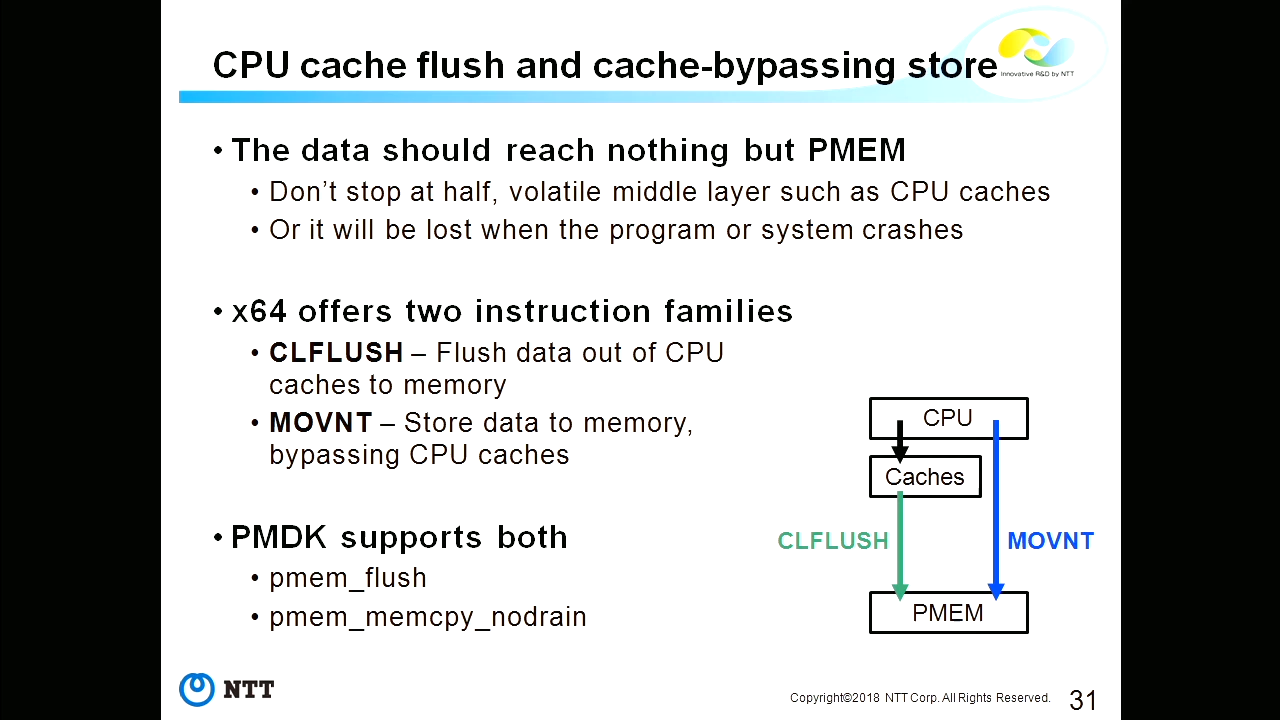 CPU cache flush and cache-bypassing store
Innovative R&D by NTT
• The data should reach nothing but PMEM
• Don’t stop at half, volatile middle layer such as CPU caches
• Or it will be lost when the program or system crashes
• x64 offers two instruction families
• CLFLUSH – Flush data out of CPU
caches to memory
• MOVNT – Store data to memory,
bypassing CPU caches
• PMDK supports both
• pmem_flush
• pmem_memcpy_nodrain
CPU
Caches
CLFLUSH
MOVNT
PMEM
NTT
Copyright©2018 NTT Corp. All Rights Reserved.
31